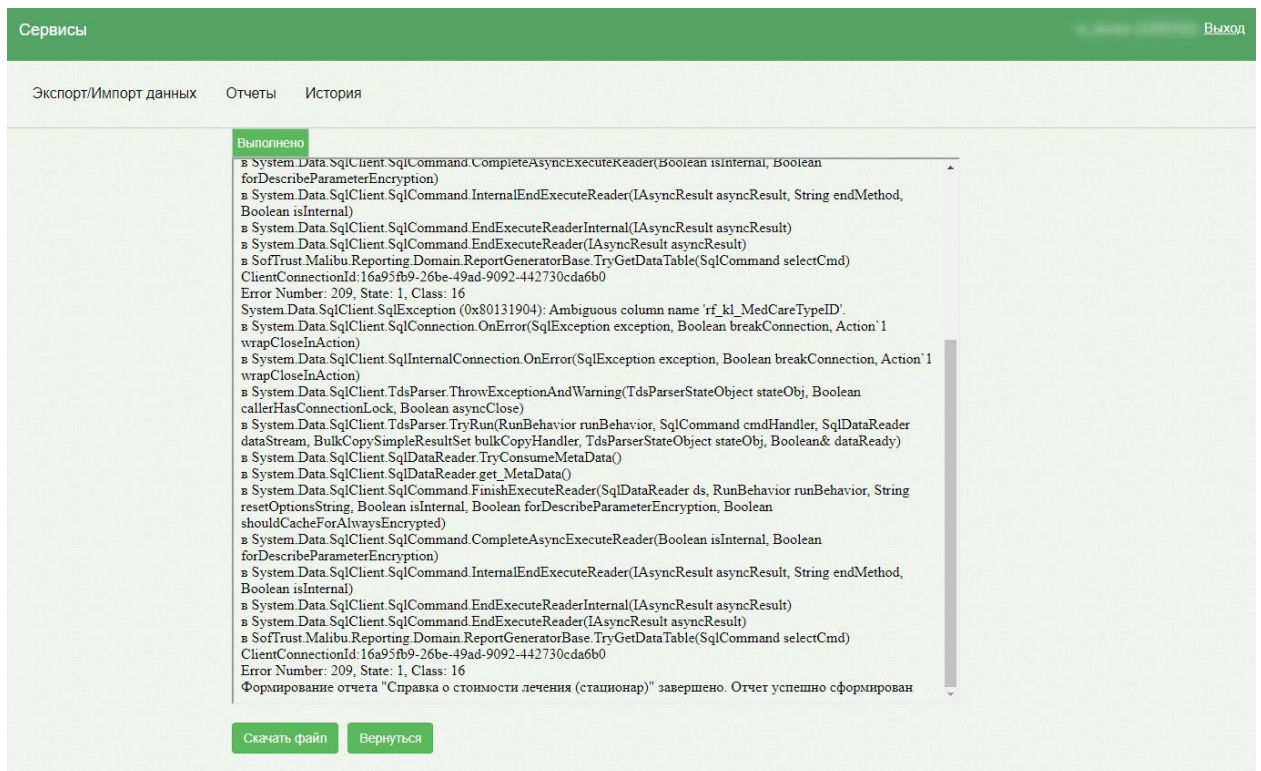 Сервисы
Выход
Экспорт/Импорт данных Отчеты История
Выполнено
в System.Data.SqlClient.SqlCommand.CompleteAsyncExecuteReader(Boolean isInternal, Boolean
forDescribeParameterEncryption)
в System.Data.SqlClient.SqlCommand.InternalEndExecuteReader(IAsyncResult asyncResult, String endMethod,
Boolean isInternal)
в System.Data.SqlClient.SqlCommand.EndExecuteReaderInternal(IAsyncResult asyncResult)
в System.Data.SqlClient.SqlCommand.EndExecuteReader(IAsyncResult asyncResult)
в SofTrust.Malibu.Reporting.Domain.ReportGeneratorBase.TryGetDataTable(SqlCommand selectCmd)
ClientConnectionId:16a95fb9-26be-49ad-9092-442730cda6b0
Error Number: 209, State: 1, Class: 16
System.Data.SqlClient.SqlException (0x80131904): Ambiguous column name 'rf_kl_MedCareTypeID'.
в System.Data.SqlClient.SqlConnection.OnError(SqlException exception, Boolean breakConnection, Action`1
wrapCloseInAction)
в System.Data.SqlClient.SqlInternalConnection.OnError(SqlException exception, Boolean breakConnection, Action`1
wrapCloseInAction)
в System.Data.SqlClient.TdsParser.ThrowExceptionAndWarning(TdsParserStateObject stateObj, Boolean
callerHasConnectionLock, Boolean asyncClose)
в System.Data.SqlClient.TdsParser.TryRun(RunBehavior runBehavior, SqlCommand cmdHandler, SqlDataReader
dataStream, BulkCopySimpleResultSet bulkCopyHandler, TdsParserStateObject stateObj, Boolean& dataReady)
в System.Data.SqlClient.SqlDataReader.TryConsumeMetaData()
в System.Data.SqlClient.SqlDataReader.get_MetaData()
в System.Data.SqlClient.SqlCommand.FinishExecuteReader(SqlDataReader ds, RunBehavior runBehavior, String
resetOptionsString, Boolean isInternal, Boolean forDescribeParameterEncryption, Boolean
shouldCacheForAlwaysEncrypted)
в System.Data.SqlClient.SqlCommand.CompleteAsyncExecuteReader(Boolean isInternal, Boolean
forDescribeParameterEncryption)
в System.Data.SqlClient.SqlCommand.InternalEndExecuteReader(IAsyncResult asyncResult, String endMethod,
Boolean isInternal)
в System.Data.SqlClient.SqlCommand.EndExecuteReaderInternal(IAsyncResult asyncResult)
в System.Data.SqlClient.SqlCommand.EndExecuteReader(IAsyncResult asyncResult)
в SofTrust.Malibu.Reporting.Domain.ReportGeneratorBase.TryGetDataTable(SqlCommand selectCmd)
ClientConnectionId:16a95fb9-26be-49ad-9092-442730cda6b0
Error Number: 209, State: 1, Class: 16
Формирование отчета "Справка о стоимости лечения (стационар)" завершено. Отчет успешно сформирован
Скачать файл Вернуться